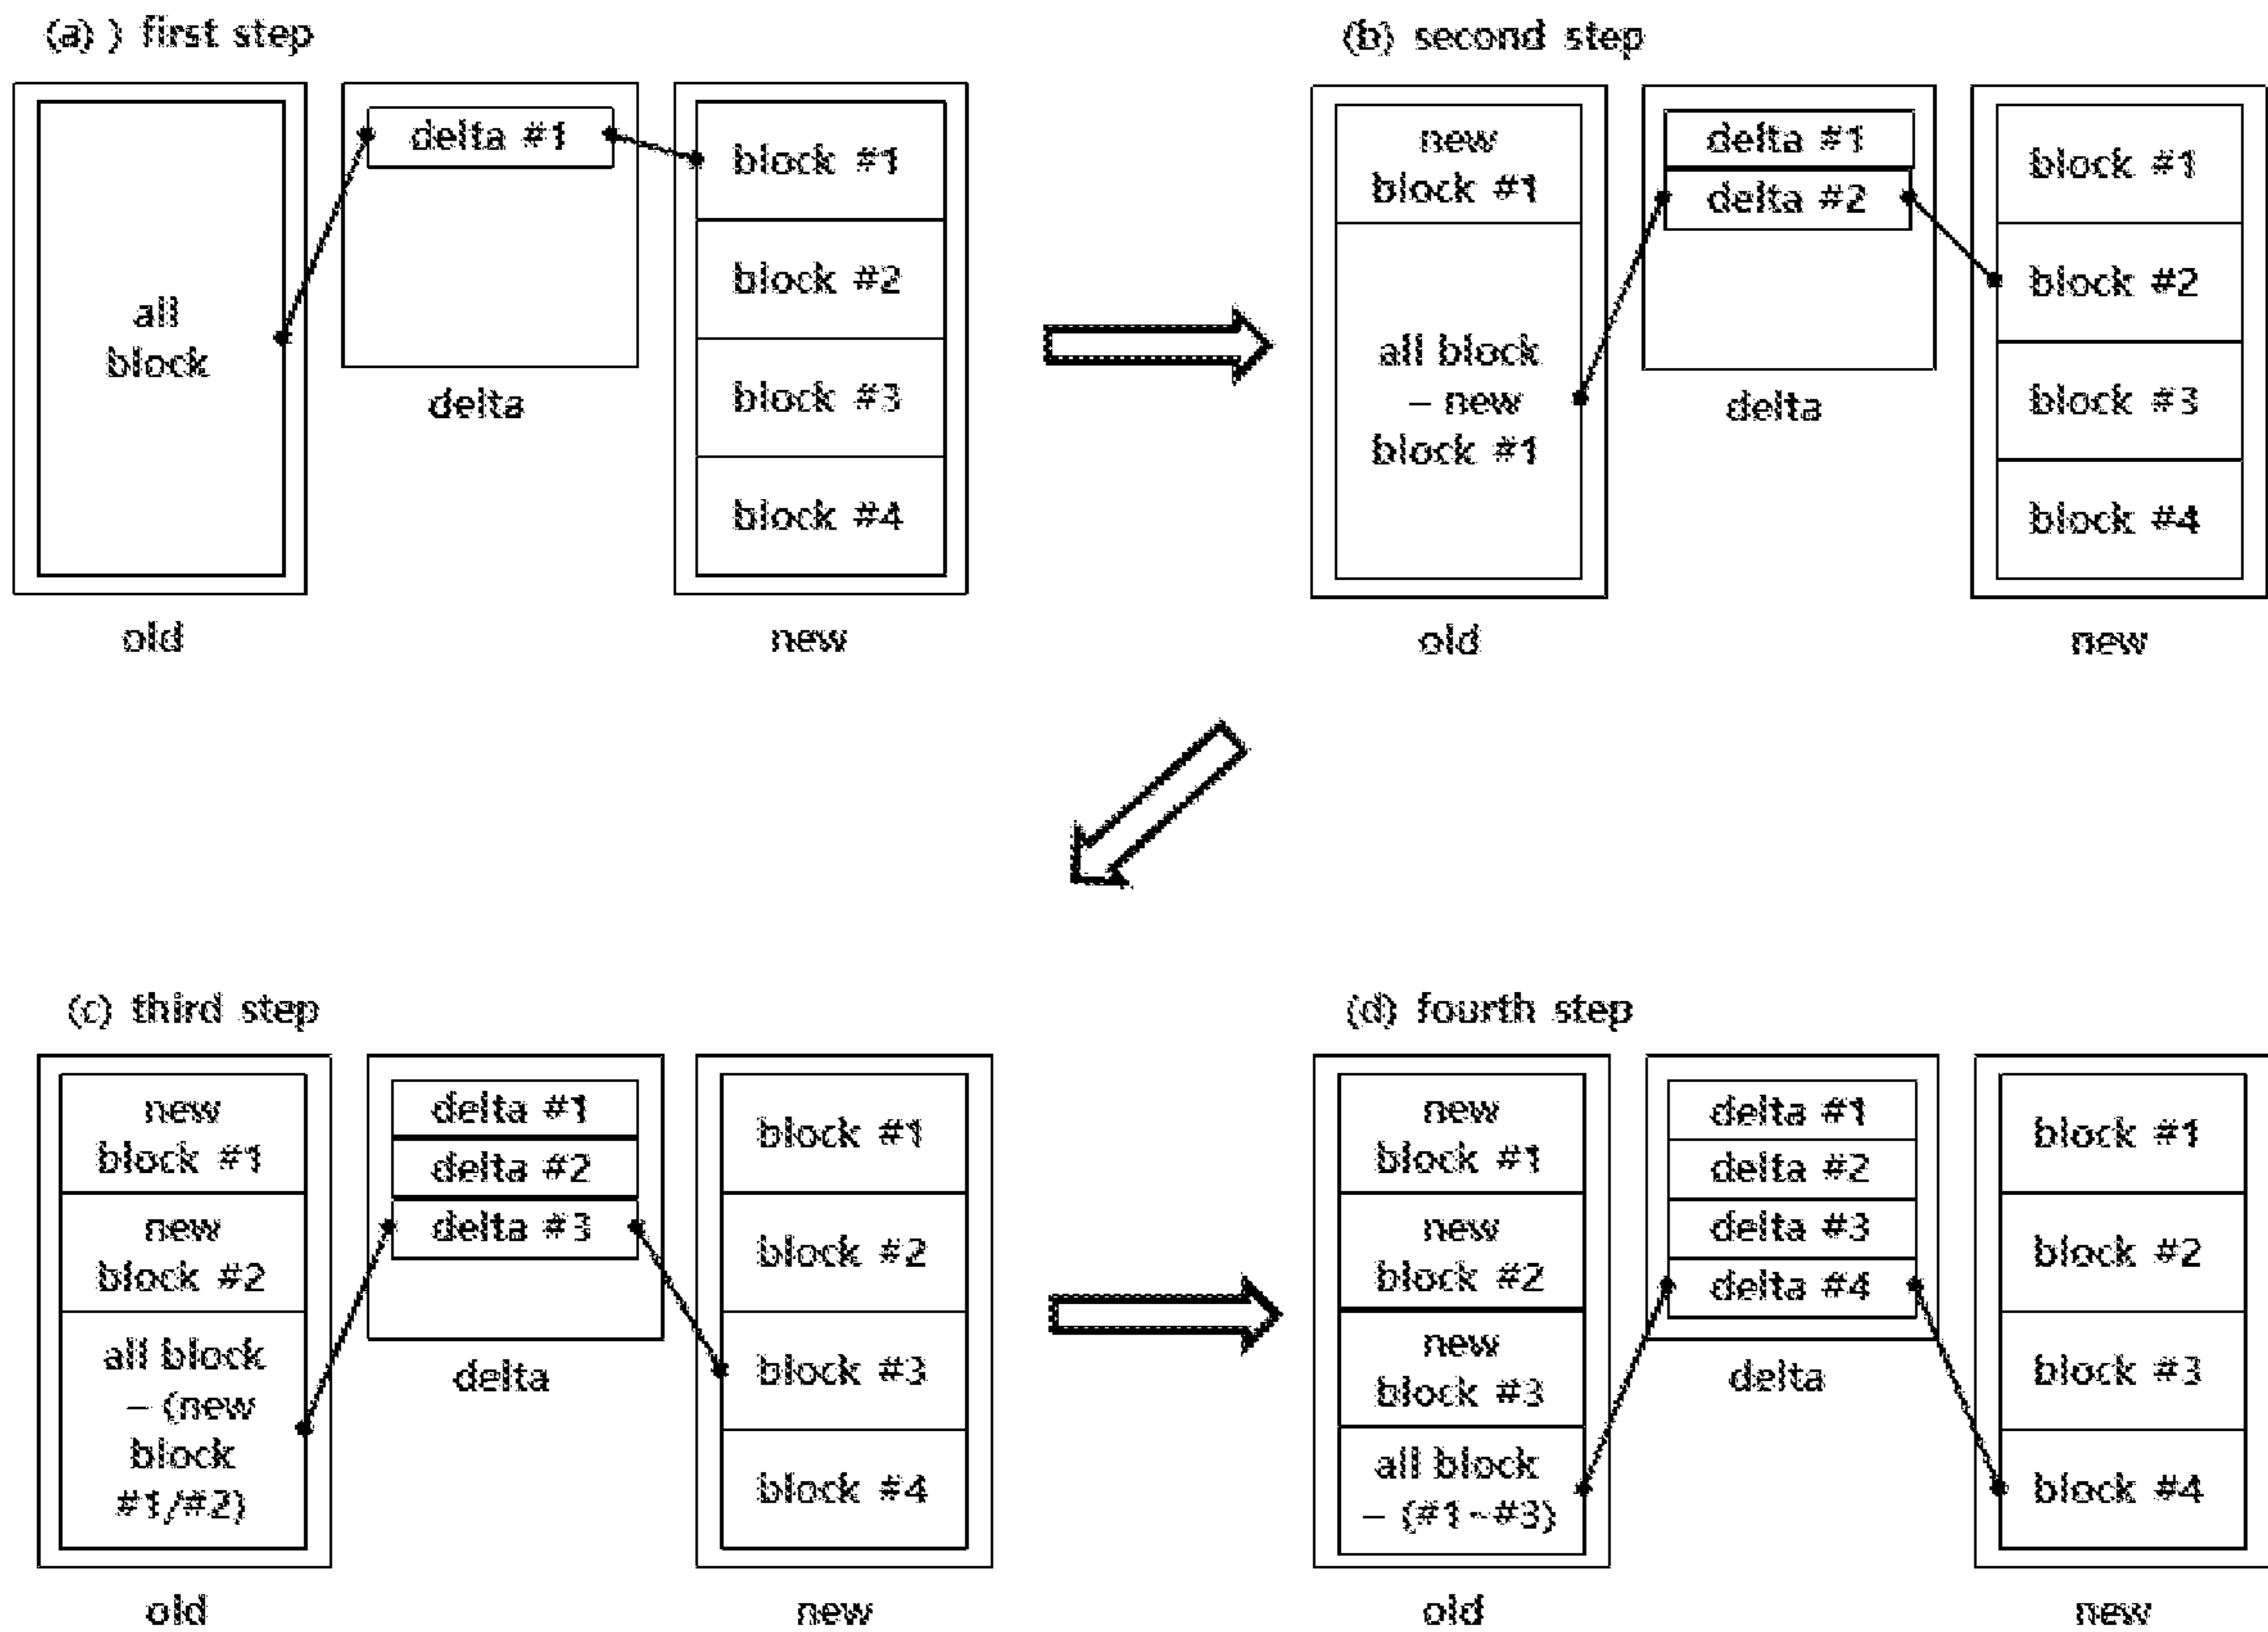 (a) ) first step
all
block
old
delta #1
delta
block #1
block #2
block #3
block #4
new
(b) second step
new
block #1
all block
– new
block #1
old
delta #1
delta #2
delta
block #1
block #2
block #3
block #4
new
(c) third step
new
block #1
new
block #2
all block
– (new
block
#1/#2)
old
delta #1
delta #2
delta #3
delta
block #1
block #2
block #3
block #4
new
(d) fourth step
new
block #1
new
block #2
new
block #3
all block
– (#1~#3)
old
delta #1
delta #2
delta #3
delta #4
delta
block #1
block #2
block #3
block #4
new